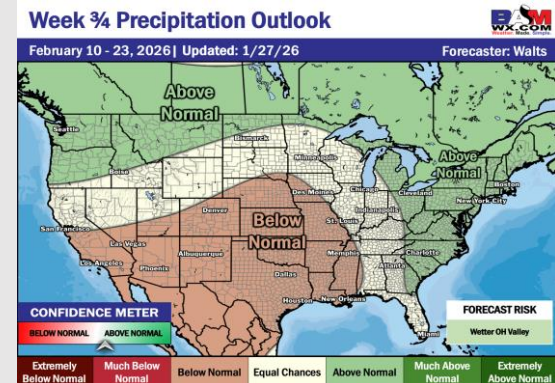 Week ¾ Precipitation Outlook
BAM
WX.COM
Weather Made Simple.
February 10 - 23, 2026| Updated: 1/27/26
Forecaster: Walts
Above
Normal
Seattle
Bismarck
Minneapolis
Boise
Above
Normal
Boston
Chicago
Cleveland
New York City
Des Moines
Indianapolis
Denver
Below
Normal
St. Louis
San Francisco
Las Vegas
Los Angeles
Phoenix
Albuquerque
Memphis
Charlotte
Atlanta
Dallas
Houston
New Orleans
Miami
CONFIDENCE METER
BELOW NORMAL
ABOVE NORMAL
FORECAST RISK
Wetter OH Valley
Extremely
Below Normal
Much Below
Normal
Below Normal
Equal Chances
Above Normal
Much Above
Normal
Extremely
Above Normal